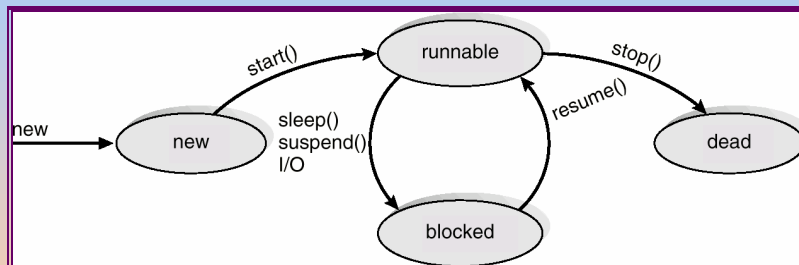 new
new
start()
runnable
sleep()
suspend()
I/O
blocked
resume()
stop()
dead